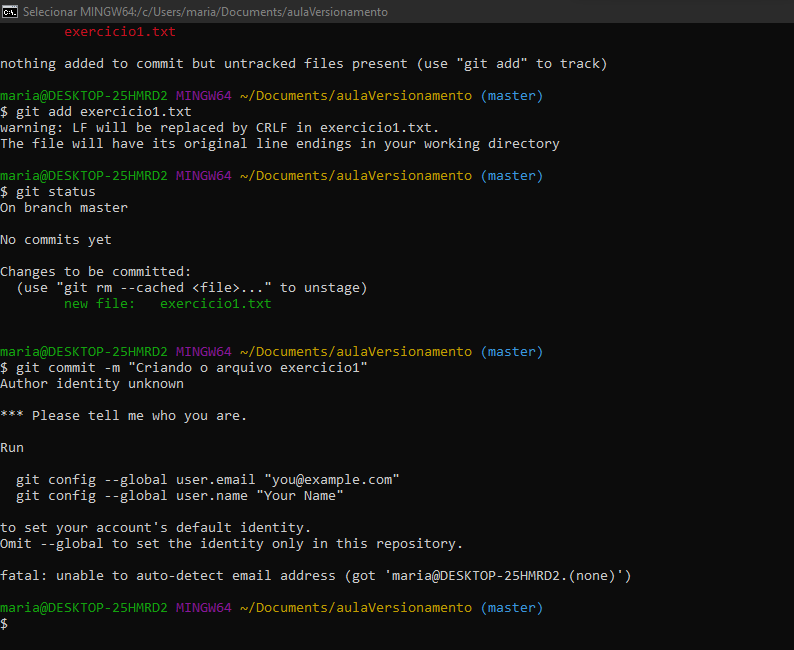 Selecionar MINGW64:/c/Users/maria/Documents/aulaVersionamento
exercicio1.txt
nothing added to commit but untracked files present (use "git add" to track)
maria@DESKTOP-25HMRD2 MINGW64 ~/Documents/aulaVersionamento (master)
$ git add exercicio1.txt
warning: LF will be replaced by CRLF in exercicio1.txt.
The file will have its original line endings in your working directory
maria@DESKTOP-25HMRD2 MINGW64 ~/Documents/aulaVersionamento (master)
$ git status
On branch master
No commits yet
Changes to be committed:
(use "git rm --cached <file>..." to unstage)
new file:   exercicio1.txt
maria@DESKTOP-25HMRD2 MINGW64 ~/Documents/aulaVersionamento (master)
$ git commit -m "Criando o arquivo exercicio1"
Author identity unknown
*** Please tell me who you are.
Run
git config --global user.email "you@example.com"
git config --global user.name "Your Name"
to set your account's default identity.
Omit --global to set the identity only in this repository.
fatal: unable to auto-detect email address (got 'maria@DESKTOP-25HMRD2.(none)')
maria@DESKTOP-25HMRD2 MINGW64 ~/Documents/aulaVersionamento (master)
$